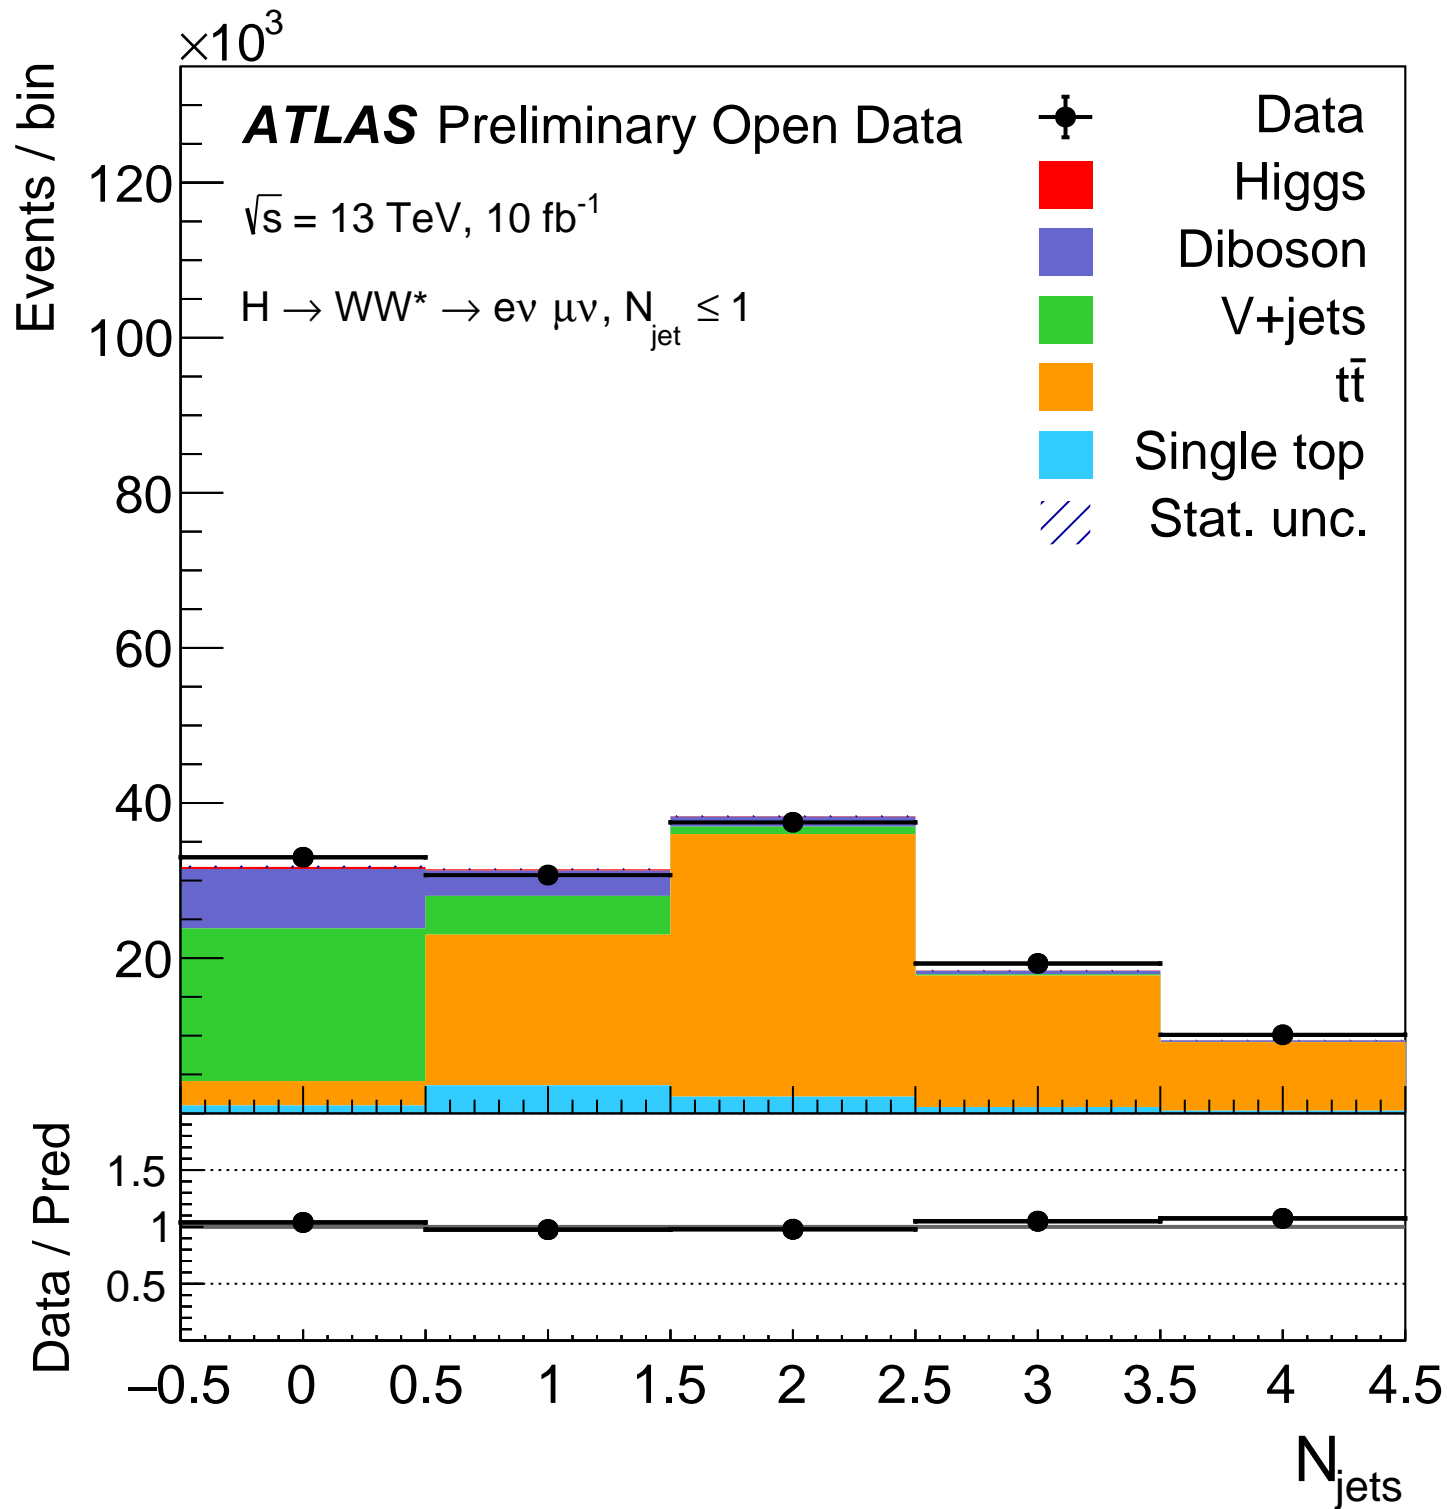 ×10³
Events / bin
ATLAS Preliminary Open Data
√s = 13 TeV, 10 fb⁻¹
H → WW* → eν μν, N_jet ≤ 1
Data
Higgs
Diboson
V+jets
tt̄
Single top
Stat. unc.
120
100
80
60
40
20
Data / Pred
1.5
1
0.5
−0.5 0 0.5 1 1.5 2 2.5 3 3.5 4 4.5
N_jets